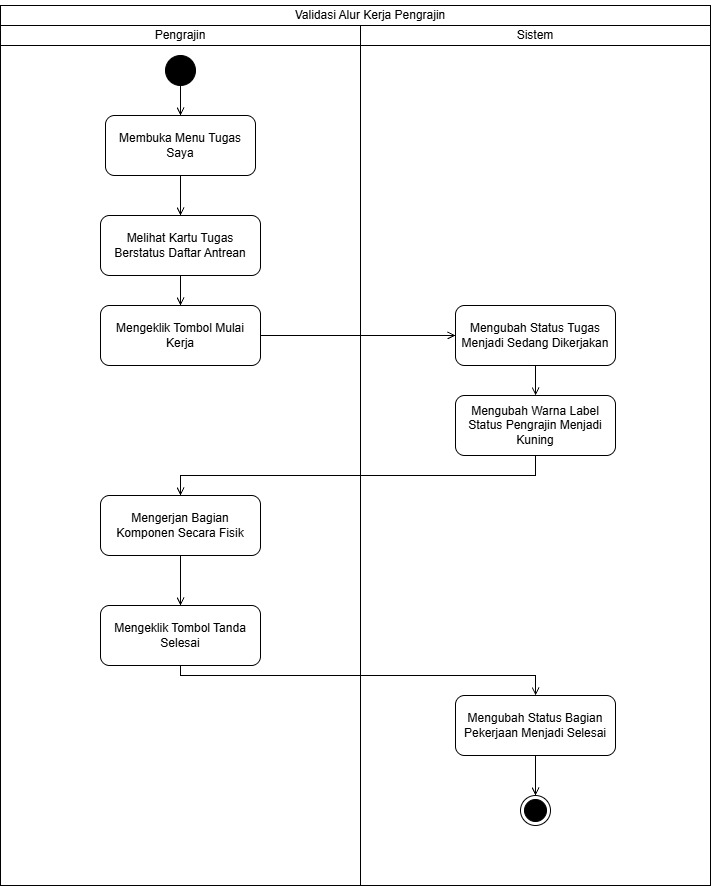 Validasi Alur Kerja Pengrajin
Pengrajin
Sistem
Membuka Menu Tugas
Saya
Melihat Kartu Tugas
Berstatus Daftar Antrean
Mengeklik Tombol Mulai
Kerja
Mengubah Status Tugas
Menjadi Sedang Dikerjakan
Mengubah Warna Label
Status Pengrajin Menjadi
Kuning
Mengerjan Bagian
Komponen Secara Fisik
Mengeklik Tombol Tanda
Selesai
Mengubah Status Bagian
Pekerjaan Menjadi Selesai